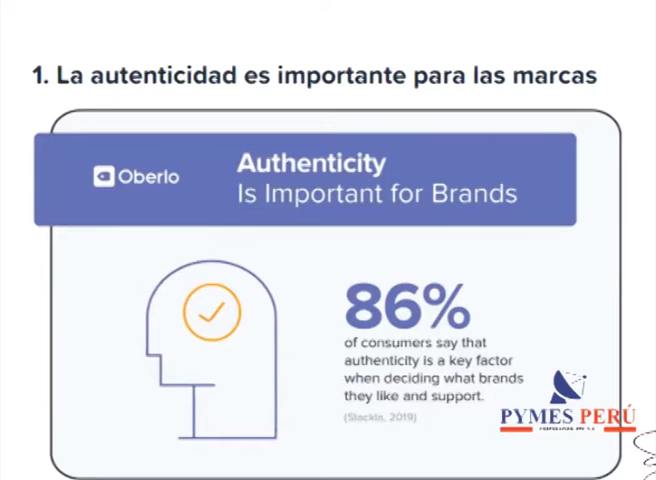 1. La autenticidad es importante para las marcas
Oberlo
Authenticity
Is Important for Brands
86%
of consumers say that
authenticity is a key factor
when deciding what brands
they like and support.
(Stackla, 2019)
PYMES PERÚ